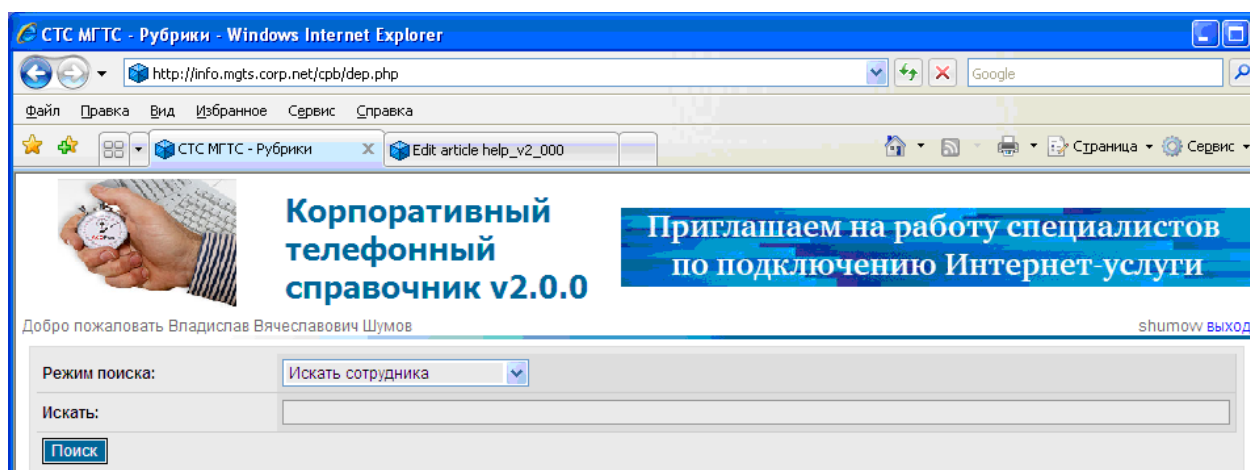 СТС МГТС - Рубрики - Windows Internet Explorer
http://info.mgts.corp.net/cpb/dep.php
Google
Файл Правка Вид Избранное Сервис Справка
СТС МГТС - Рубрики
Edit article help_v2_000
Страница
Сервис
Корпоративный
телефонный
справочник v2.0.0
Приглашаем на работу специалистов
по подключению Интернет-услуги
Добро пожаловать Владислав Вячеславович Шумов
shumow выход
Режим поиска:
Искать сотрудника
Искать:
Поиск